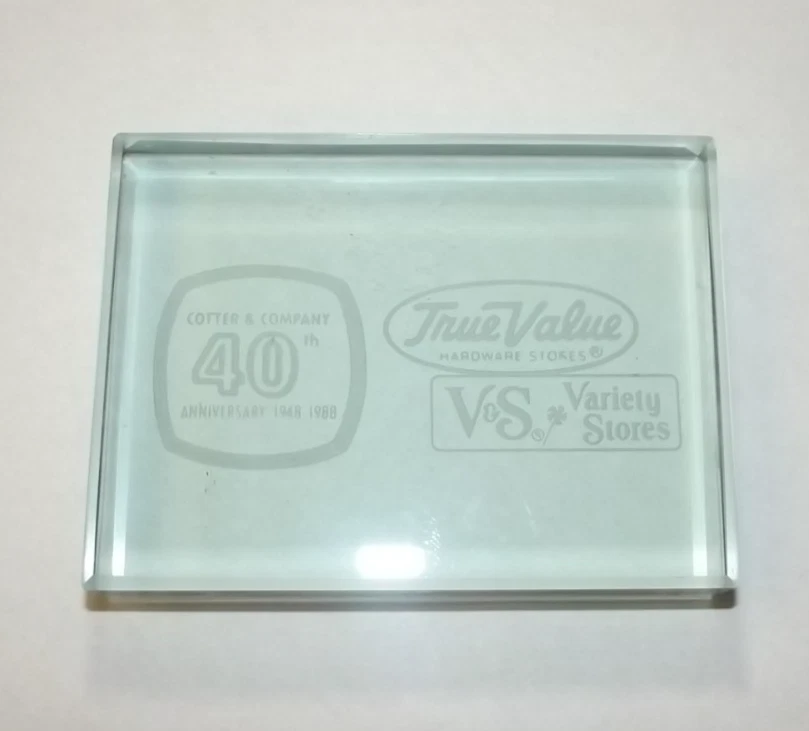 COTTER & COMPANY
40th
ANNIVERSARY 1948 1988
True Value
HARDWARE STORES®
V&S® Variety
Stores